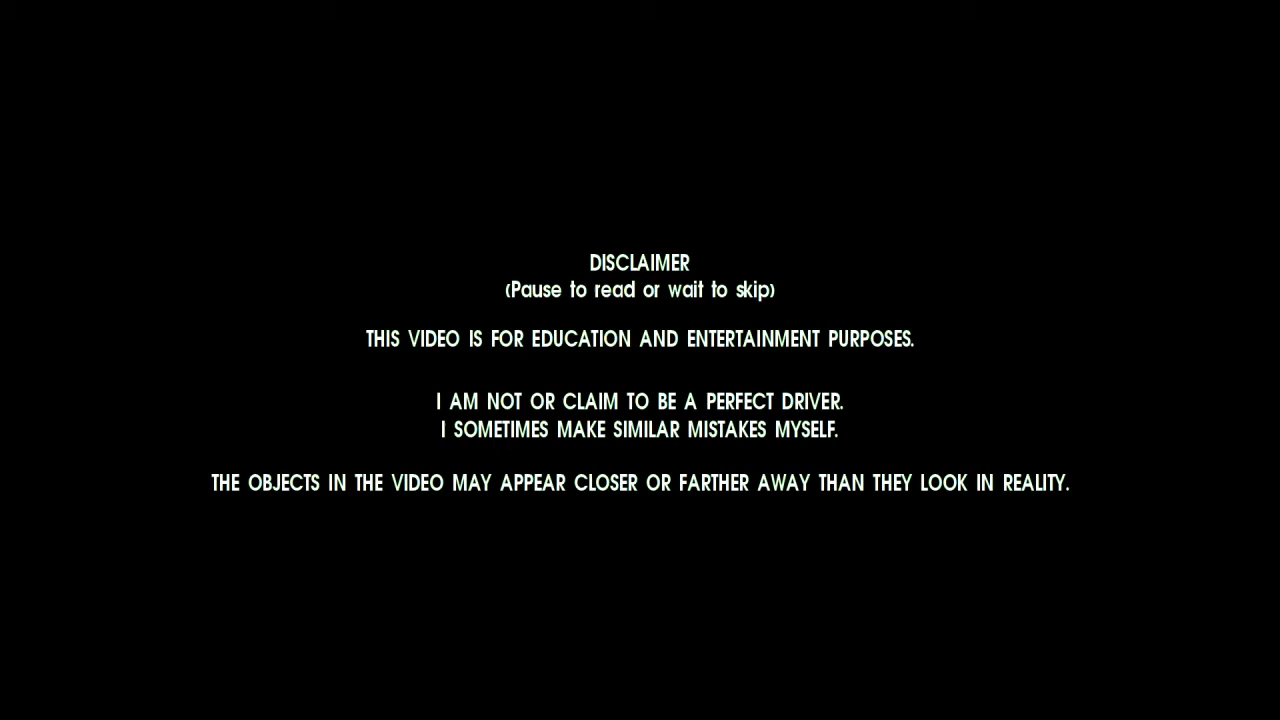 DISCLAIMER
(Pause to read or wait to skip)
THIS VIDEO IS FOR EDUCATION AND ENTERTAINMENT PURPOSES.
I AM NOT OR CLAIM TO BE A PERFECT DRIVER.
I SOMETIMES MAKE SIMILAR MISTAKES MYSELF.
THE OBJECTS IN THE VIDEO MAY APPEAR CLOSER OR FARTHER AWAY THAN THEY LOOK IN REALITY.